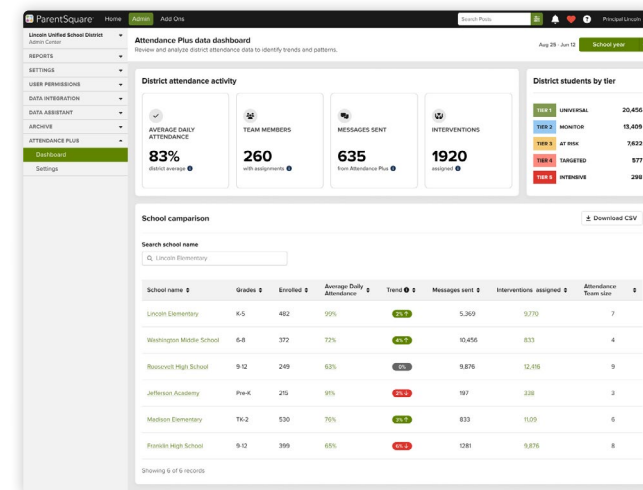 ParentSquare Home Admin Add Ons Search Posts Principal Lincoln
Lincoln Unified School District
Admin Center
REPORTS
SETTINGS
USER PERMISSIONS
DATA INTEGRATION
DATA ASSISTANT
ARCHIVE
ATTENDANCE PLUS
Dashboard
Settings
Attendance Plus data dashboard
Review and analyze district attendance data to identify trends and patterns.
Aug 28 - Jun 12 School year
District attendance activity
AVERAGE DAILY ATTENDANCE
83%
district average
TEAM MEMBERS
260
with assignments
MESSAGES SENT
635
from Attendance Plus
INTERVENTIONS
1920
assigned
District students by tier
TIER 1 UNIVERSAL 20,456
TIER 2 MONITOR 13,409
TIER 3 AT RISK 7,622
TIER 4 TARGETED 577
TIER 5 INTENSIVE 298
School camparison
Download CSV
Search school name
Lincoln Elementary
School name Grades Enrolled Average Daily Attendance Trend Messages sent Interventions assigned Attendance Team size
Lincoln Elementary K-5 482 99% 2% ↑ 5,369 9,770 7
Washington Middle School 6-8 372 72% 4% ↑ 10,456 833 4
Roosevelt High School 9-12 249 63% 0% 9,876 12,416 9
Jefferson Academy Pre-K 215 91% 2% ↓ 197 338 3
Madison Elementary TK-2 530 76% 3% ↑ 833 11,09 6
Franklin High School 9-12 399 65% 6% ↓ 1281 9,876 8
Showing 6 of 6 records